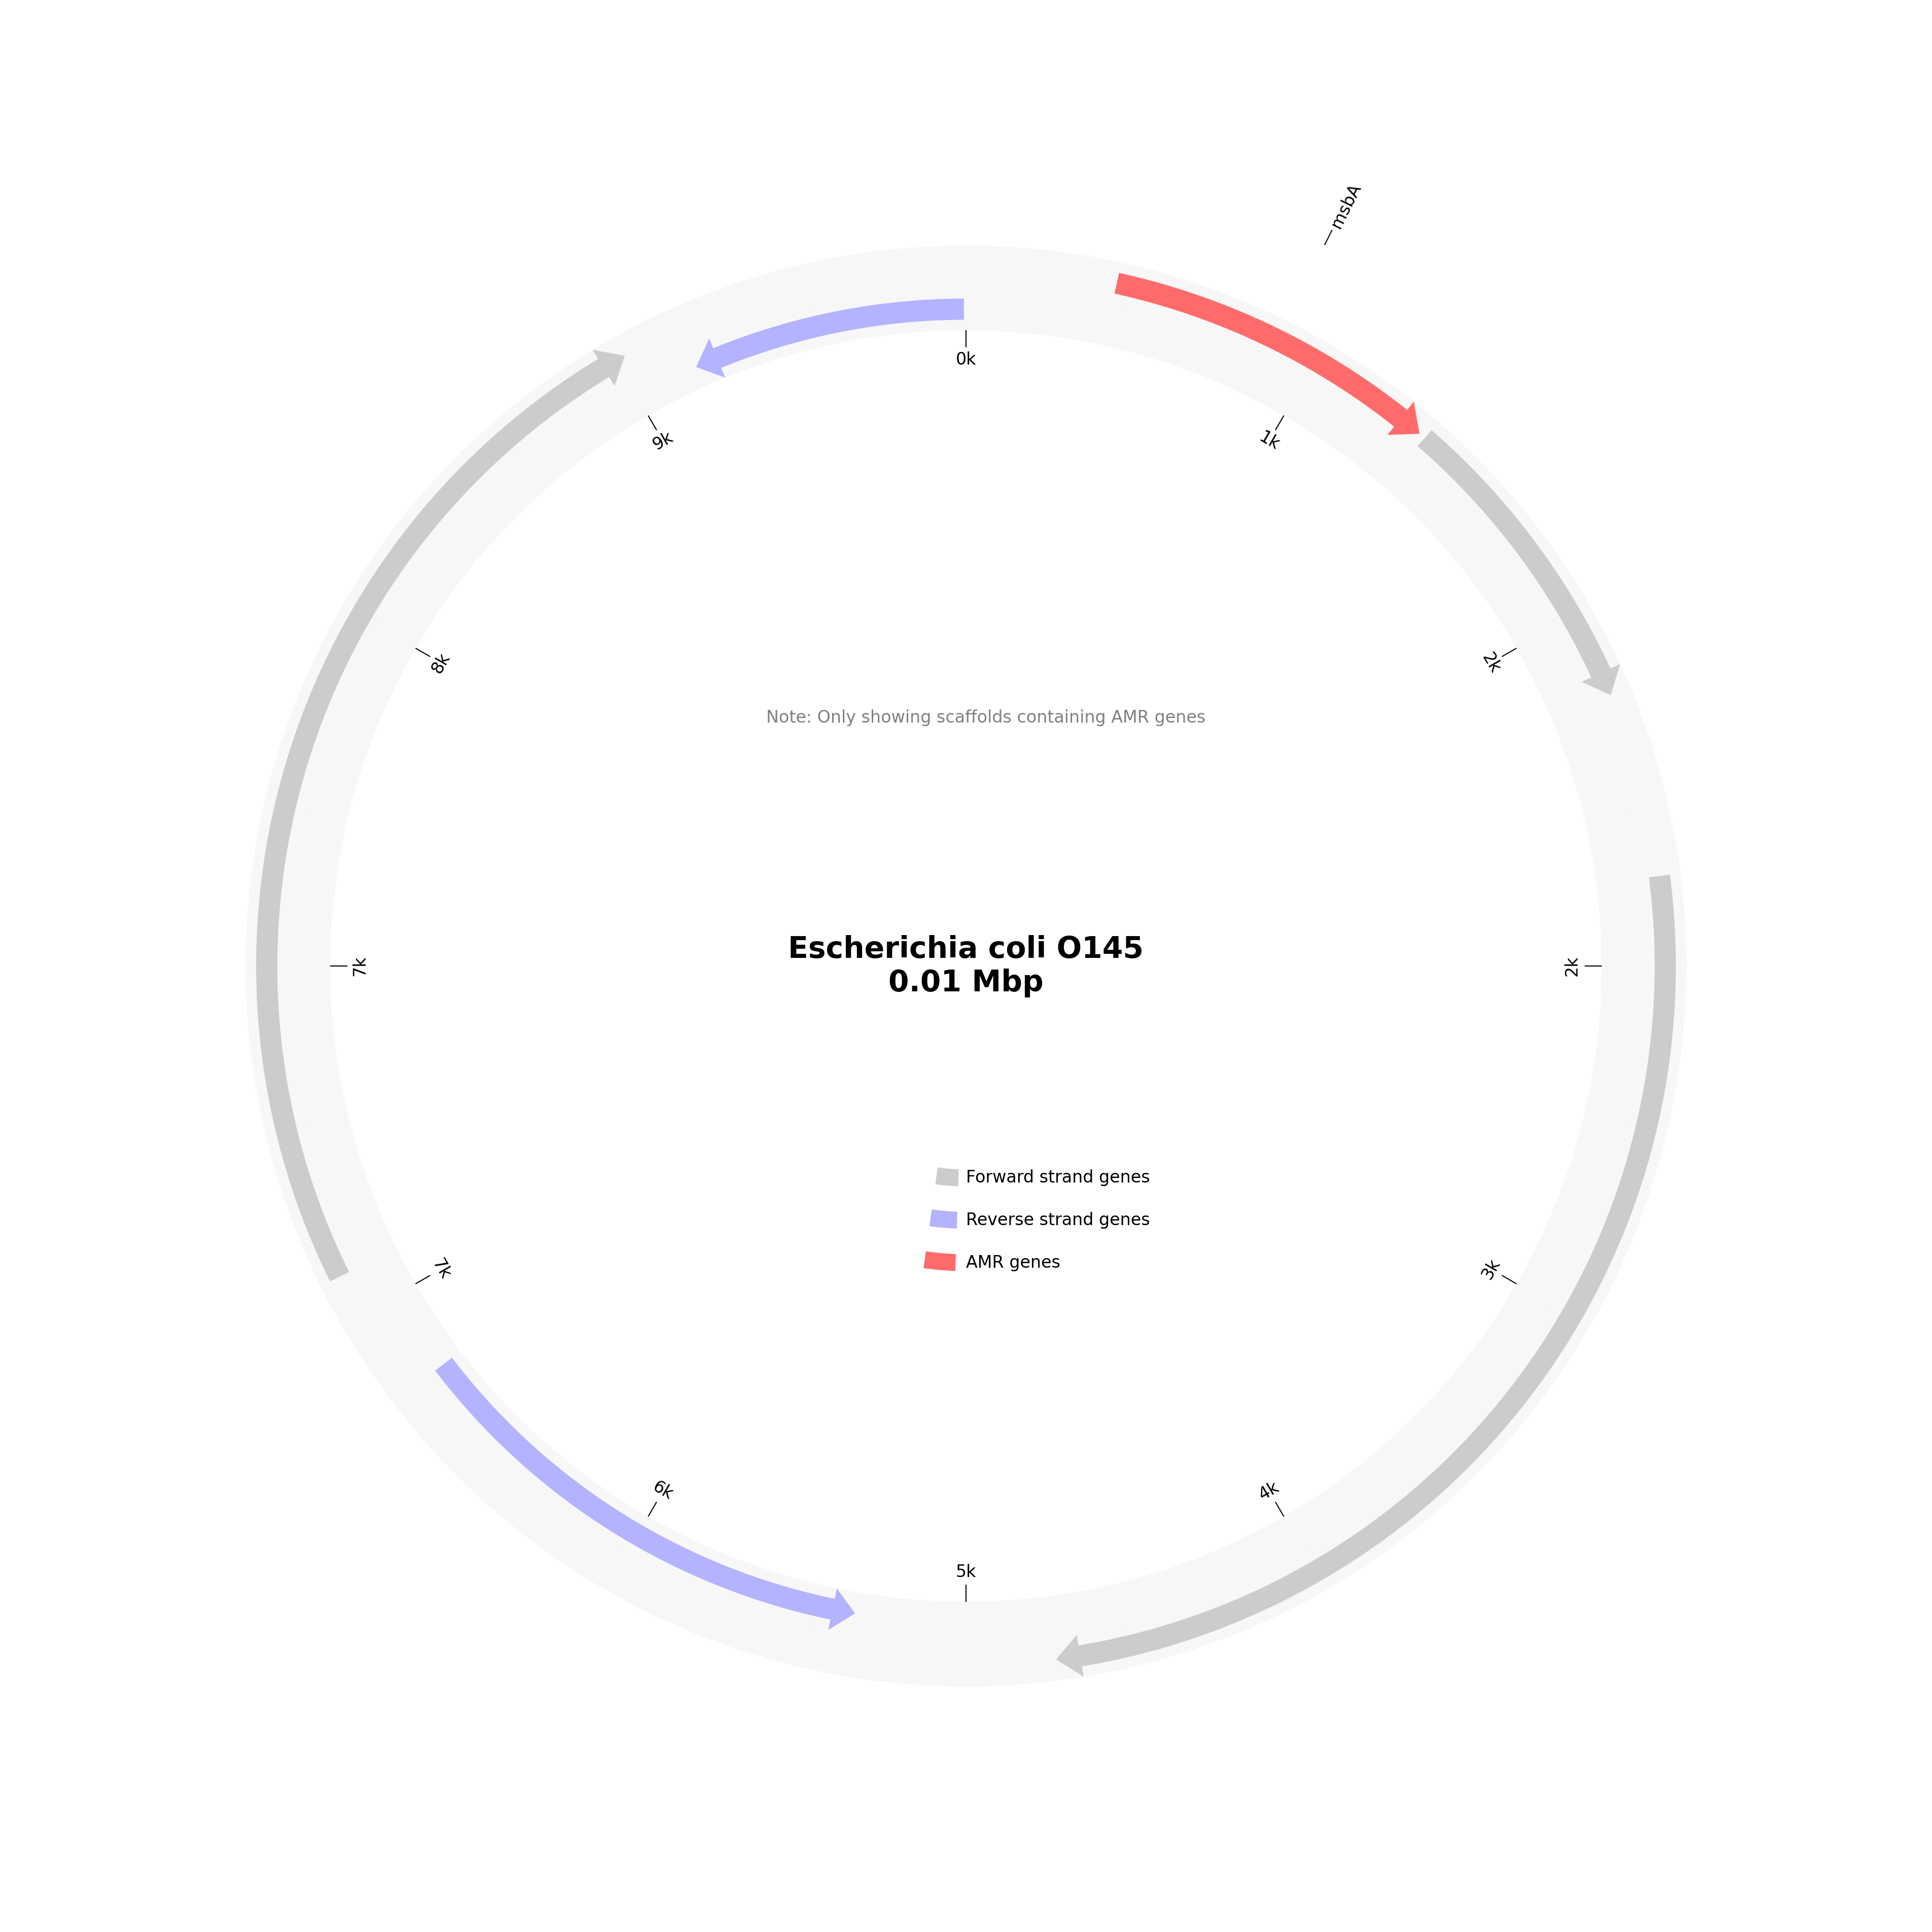 msbA
0k
1k
2k
2k
3k
4k
5k
6k
7k
7k
8k
9k
Note: Only showing scaffolds containing AMR genes
Escherichia coli O145
0.01 Mbp
Forward strand genes
Reverse strand genes
AMR genes